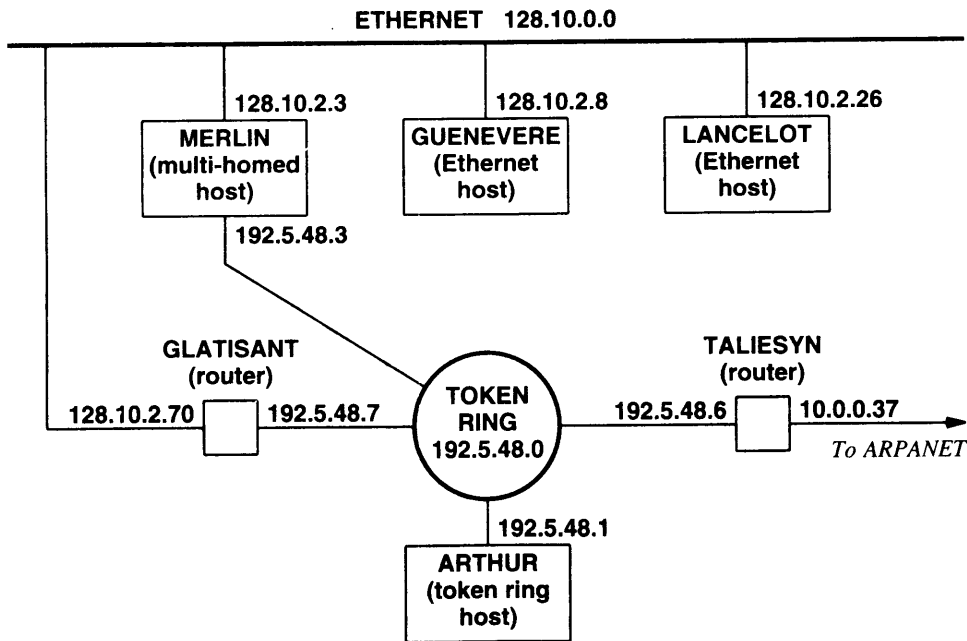 ETHERNET 128.10.0.0
128.10.2.3
128.10.2.8
128.10.2.26
MERLIN
(multi-homed
host)
GUENEVERE
(Ethernet
host)
LANCELOT
(Ethernet
host)
192.5.48.3
GLATISANT
(router)
TALIESYN
(router)
TOKEN
RING
192.5.48.0
128.10.2.70
192.5.48.7
192.5.48.6
10.0.0.37
To ARPANET
192.5.48.1
ARTHUR
(token ring
host)